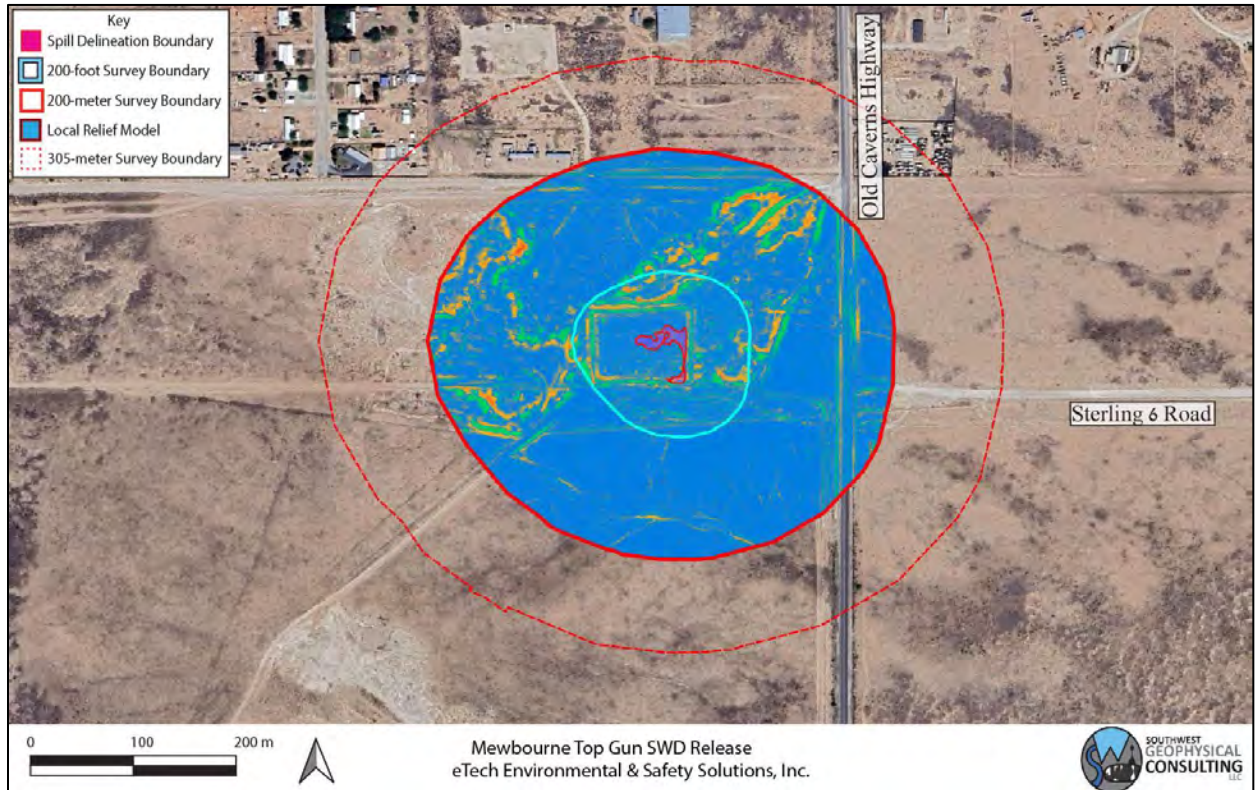 Key
Spill Delineation Boundary
200-foot Survey Boundary
200-meter Survey Boundary
Local Relief Model
305-meter Survey Boundary
Old Caverns Highway
Sterling 6 Road
0 100 200 m
Mewbourne Top Gun SWD Release
eTech Environmental & Safety Solutions, Inc.
SOUTHWEST
GEOPHYSICAL
CONSULTING
LLC